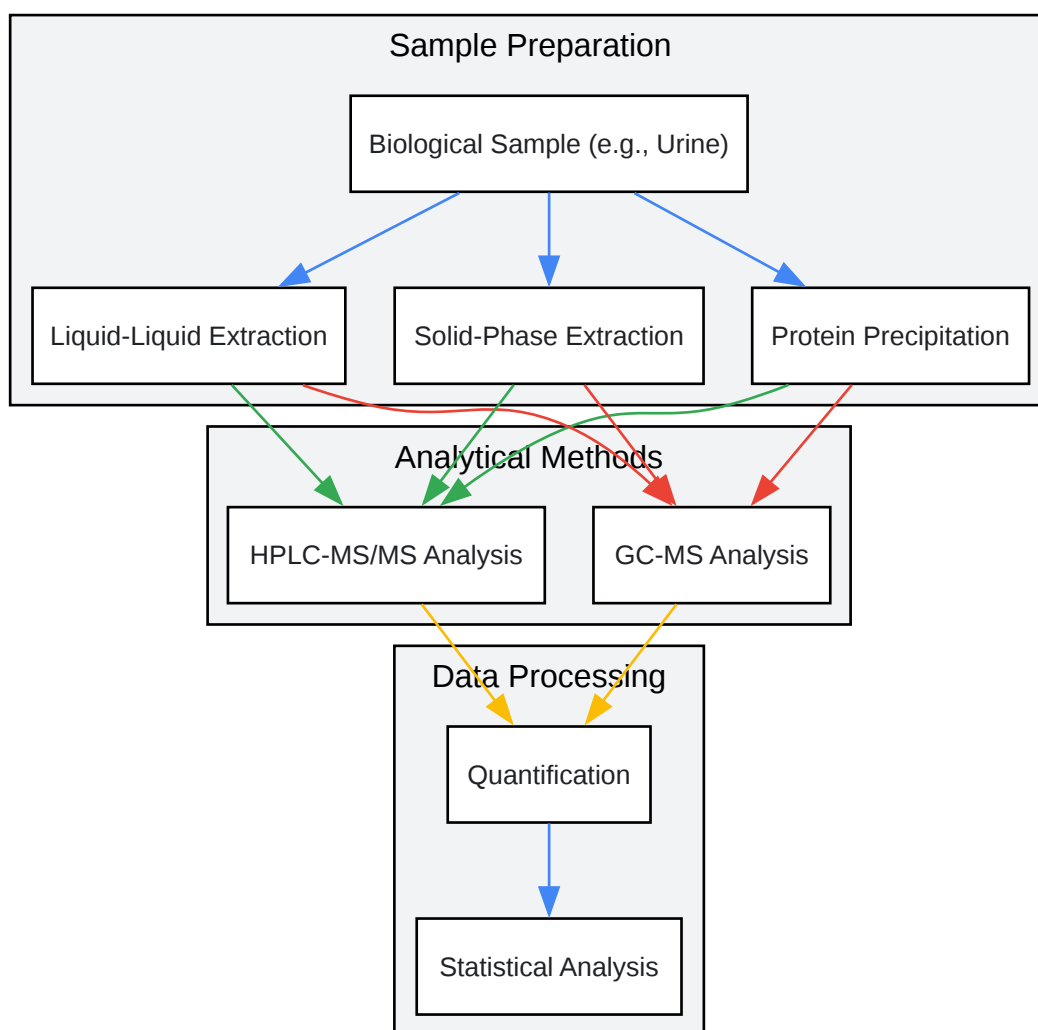 Sample Preparation
Biological Sample (e.g., Urine)
Liquid-Liquid Extraction
Solid-Phase Extraction
Protein Precipitation
Analytical Methods
HPLC-MS/MS Analysis
GC-MS Analysis
Data Processing
Quantification
Statistical Analysis